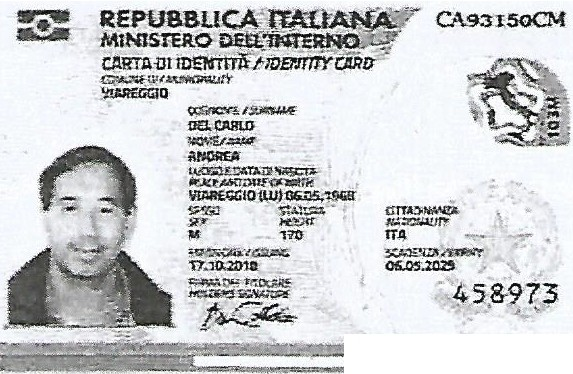 REPUBBLICA ITALIANA
CA93150CM
MINISTERO DELL'INTERNO
CARTA DI IDENTITÀ / IDENTITY CARD
COMUNE DI / MUNICIPALITY
VIAREGGIO
COGNOME / SURNAME
DEL CARLO
NOME / NAME
ANDREA
LUOGO E DATA DI NASCITA
PLACE AND DATE OF BIRTH
VIAREGGIO (LU) 06.05.1968
SESSO STATURA CITTADINANZA
SEX HEIGHT NATIONALITY
M 170 ITA
EMISSIONE / ISSUING SCADENZA / EXPIRY
17.10.2018 06.05.2029
FIRMA DEL TITOLARE
HOLDER'S SIGNATURE
458973